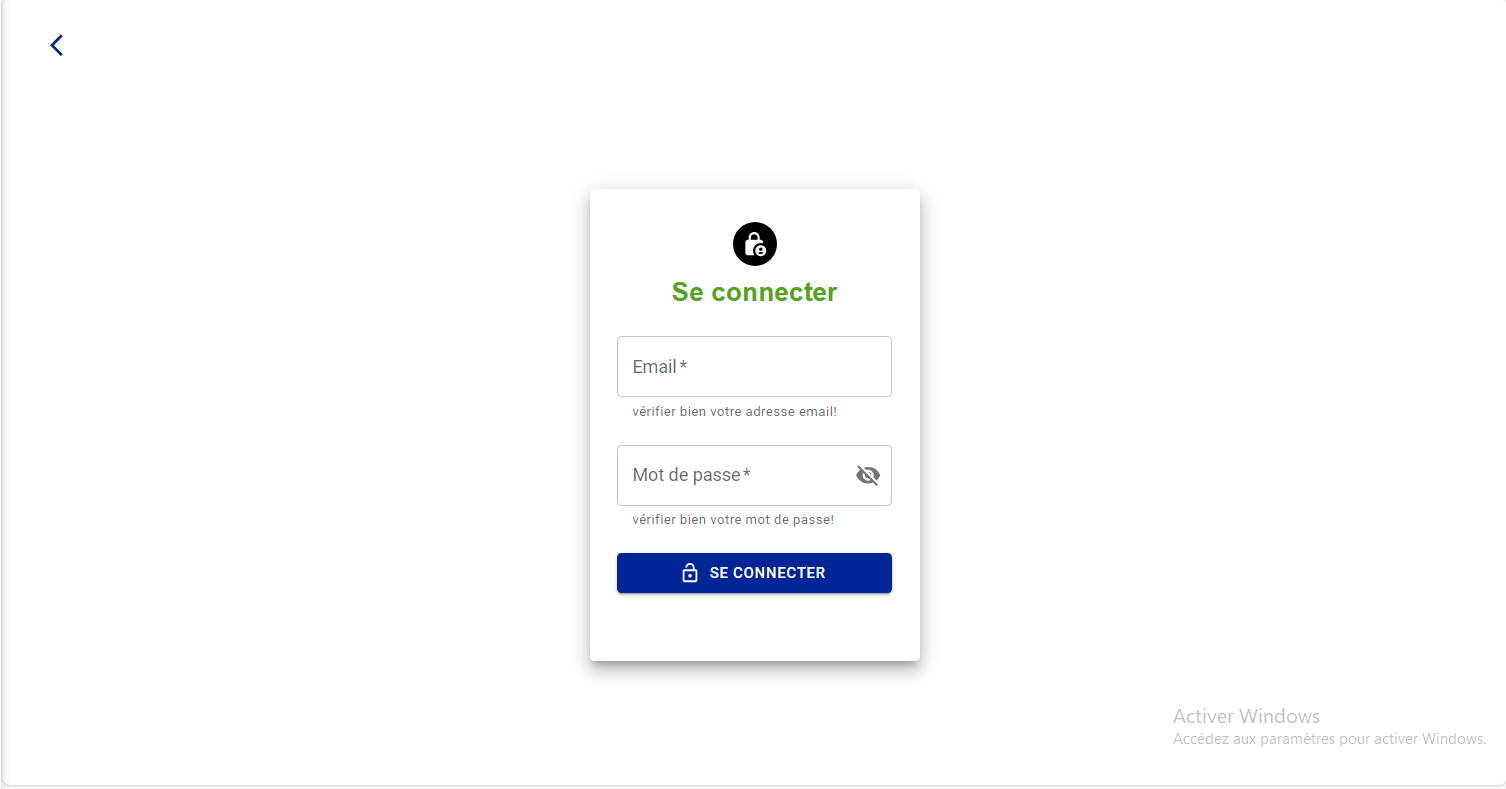 Se connecter
Email*
vérifier bien votre adresse email!
Mot de passe*
vérifier bien votre mot de passe!
SE CONNECTER
Activer Windows
Accédez aux paramètres pour activer Windows.